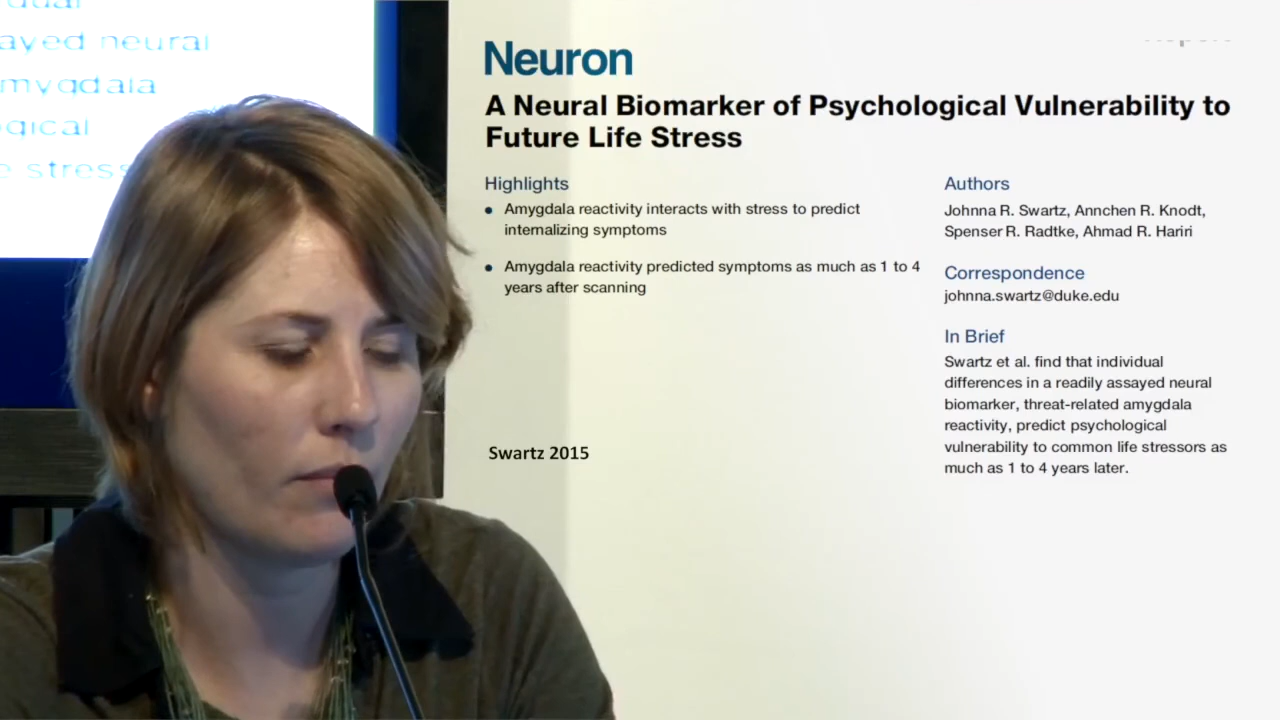 ayed neural
amygdala
stress
Neuron
A Neural Biomarker of Psychological Vulnerability to
Future Life Stress
Highlights
• Amygdala reactivity interacts with stress to predict
internalizing symptoms
• Amygdala reactivity predicted symptoms as much as 1 to 4
years after scanning
Swartz 2015
Authors
Johnna R. Swartz, Annchen R. Knodt,
Spenser R. Radtke, Ahmad R. Hariri
Correspondence
johnna.swartz@duke.edu
In Brief
Swartz et al. find that individual
differences in a readily assayed neural
biomarker, threat-related amygdala
reactivity, predict psychological
vulnerability to common life stressors as
much as 1 to 4 years later.